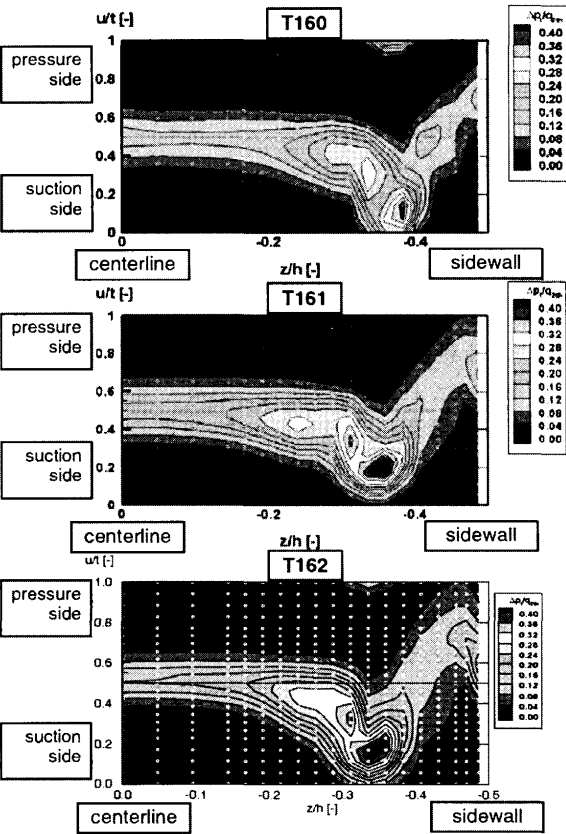 u/t [-]
T160
Δpₜ/q₂ₜₕ
1
0.8
0.6
0.4
0.2
0
pressure
side
suction
side
0.40
0.36
0.32
0.28
0.24
0.20
0.16
0.12
0.08
0.04
0.00
0
-0.2
-0.4
centerline
z/h [-]
sidewall
u/t [-]
T161
1
0.8
0.6
0.4
0.2
0
pressure
side
suction
side
0.40
0.36
0.32
0.28
0.24
0.20
0.16
0.12
0.08
0.04
0.00
0
-0.2
-0.4
centerline
z/h [-]
sidewall
u/t [-]
T162
1.0
0.8
0.6
0.4
0.2
0.0
pressure
side
suction
side
0.40
0.36
0.32
0.28
0.24
0.20
0.16
0.12
0.08
0.04
0.00
0.0
-0.1
-0.2
-0.3
-0.4
-0.5
centerline
z/h [-]
sidewall